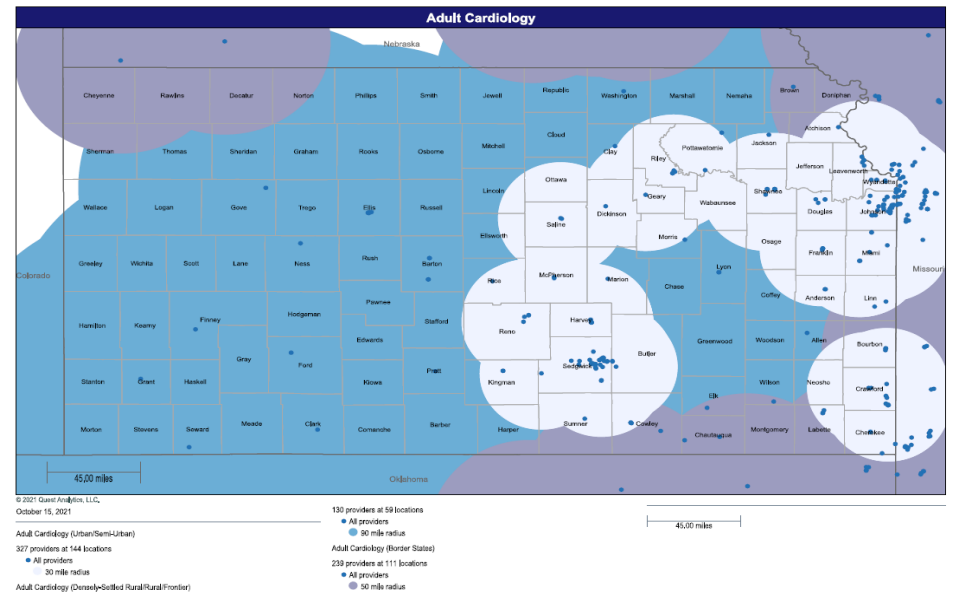 Adult Cardiology
Nebraska
Cheyenne Rawlins Decatur Norton Phillips Smith Jewell Republic Washington Marshall Nemaha Brown Doniphan
Atchison
Sherman Thomas Sheridan Graham Rooks Osborne Mitchell Cloud Clay Riley Pottawatomie Jackson Jefferson Leavenworth
Wyandotte
Wallace Logan Gove Trego Ellis Russell Lincoln Ottawa Dickinson Geary Wabaunsee Shawnee Douglas Johnson
Ellsworth Saline Morris Osage
Greeley Wichita Scott Lane Ness Rush Barton Lyon Franklin Miami
Colorado Missouri
Rice McPherson Marion Chase Coffey Anderson Linn
Pawnee
Hamilton Kearny Finney Hodgeman Stafford Reno Harvey
Edwards Greenwood Woodson Allen Bourbon
Gray Ford Butler
Stanton Grant Haskell Kiowa Pratt Kingman Sedgwick Wilson Neosho Crawford
Elk
Morton Stevens Seward Meade Clark Comanche Barber Harper Sumner Cowley Chautauqua Montgomery Labette Cherokee
45,00 miles
Oklahoma
© 2021 Quest Analytics, LLC.
October 15, 2021
Adult Cardiology (Urban/Semi-Urban)
327 providers at 144 locations
All providers
30 mile radius
Adult Cardiology (Densely-Settled Rural/Rural/Frontier)
130 providers at 59 locations
All providers
90 mile radius
Adult Cardiology (Border States)
239 providers at 111 locations
All providers
50 mile radius
45,00 miles